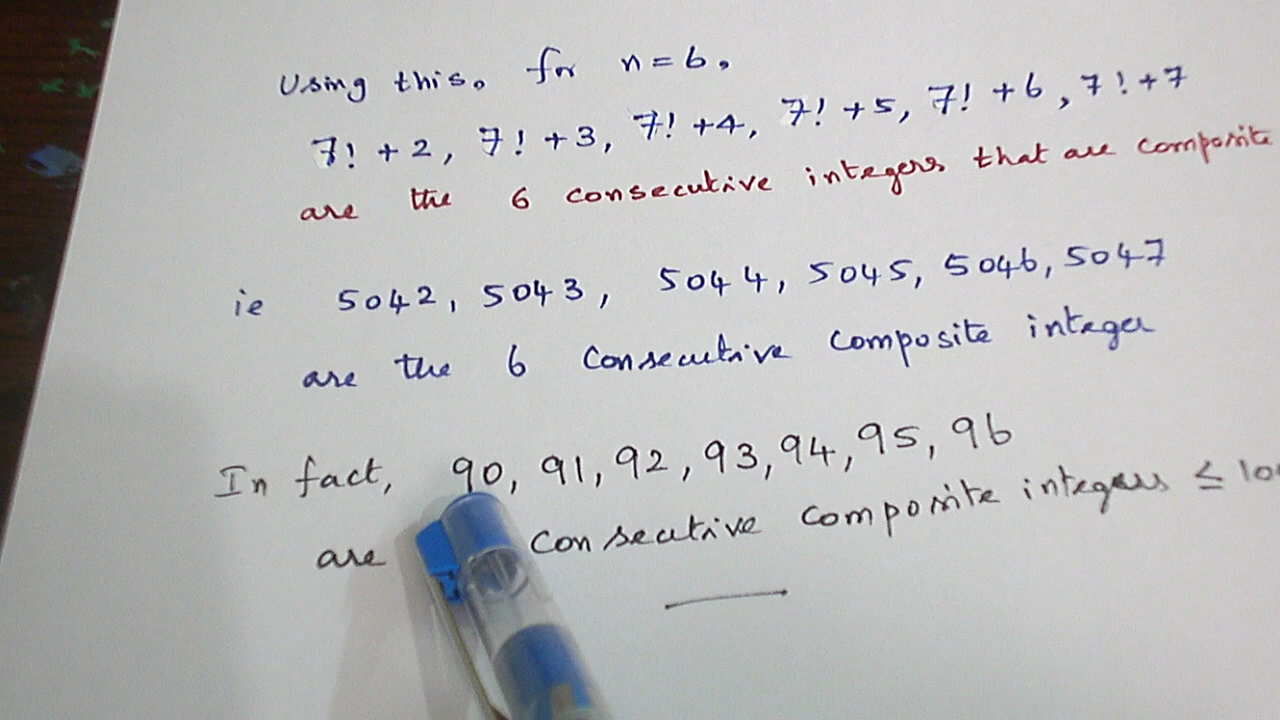 Using this. for n = 6,
7! + 2, 7! + 3, 7! + 4, 7! + 5, 7! + 6, 7! + 7
are the 6 consecutive integers that are composite
ie 5042, 5043, 5044, 5045, 5046, 5047
are the 6 Consecutive Composite integer
In fact, 90, 91, 92, 93, 94, 95, 96
are consecutive composite integers ≤